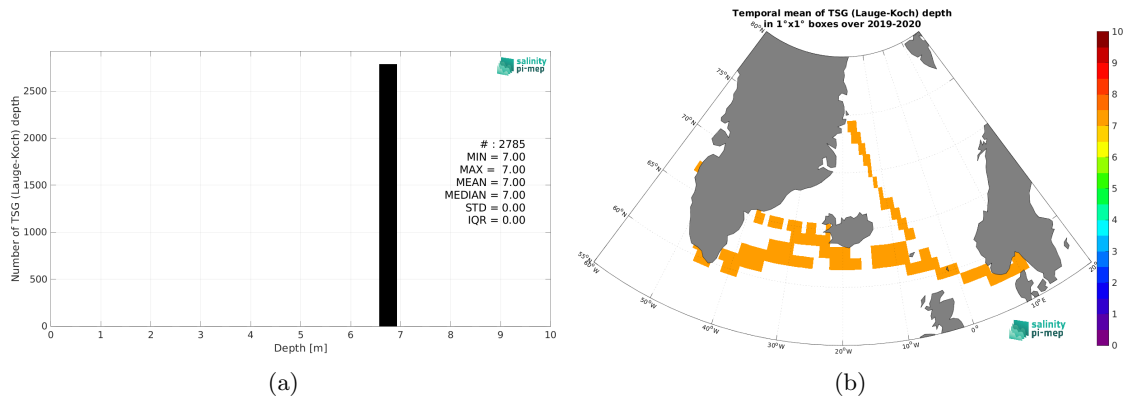 salinity
pi-mep
# : 2785
MIN = 7.00
MAX = 7.00
MEAN = 7.00
MEDIAN = 7.00
STD = 0.00
IQR = 0.00
Number of TSG (Lauge-Koch) depth
2500
2000
1500
1000
500
0
0 1 2 3 4 5 6 7 8 9 10
Depth [m]
(a)
Temporal mean of TSG (Lauge-Koch) depth
in 1°x1° boxes over 2019-2020
80°N
75°N
70°N
65°N
60°N
55°N
60°W
50°W
40°W
30°W
20°W
10°W
0°
10°E
20°
salinity
pi-mep
10
9
8
7
6
5
4
3
2
1
0
(b)